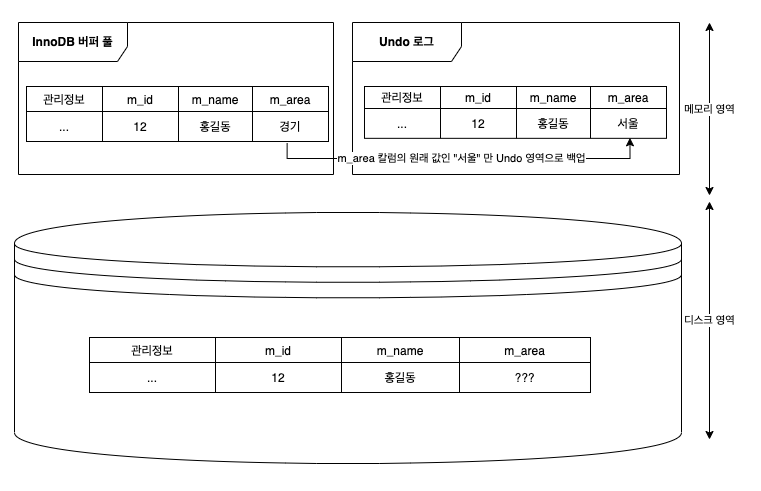 InnoDB 버퍼 풀
관리정보 m_id m_name m_area
... 12 홍길동 경기
Undo 로그
관리정보 m_id m_name m_area
... 12 홍길동 서울
m_area 칼럼의 원래 값인 "서울" 만 Undo 영역으로 백업
메모리 영역
관리정보 m_id m_name m_area
... 12 홍길동 ???
디스크 영역